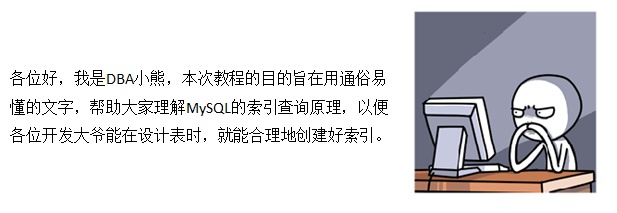 各位好，我是DBA小熊，本次教程的目的旨在用通俗易
懂的文字，帮助大家理解MySQL的索引查询原理，以便
各位开发大爷能在设计表时，就能合理地创建好索引。